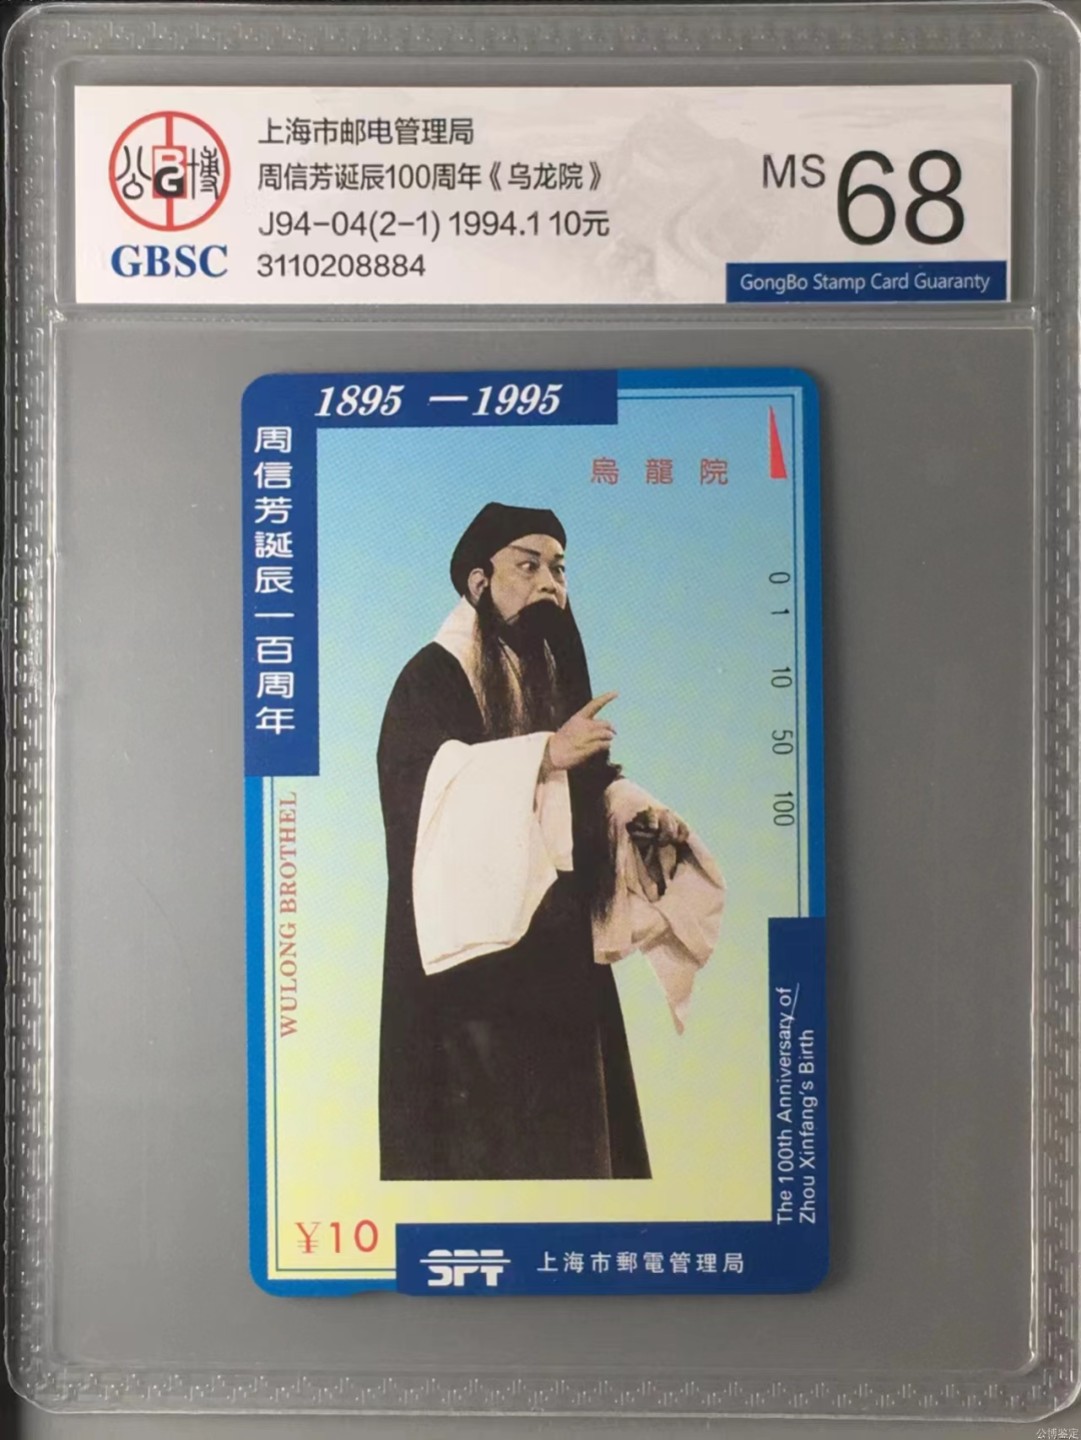 公博
BG
GBSC
上海市邮电管理局
周信芳诞辰100周年《乌龙院》
J94-04(2-1) 1994.1 10元
3110208884
MS 68
GongBo Stamp Card Guaranty
1895 —1995
周信芳誕辰一百周年
烏龍院
0 1 10 50 100
WULONG BROTHEL
The 100th Anniversary of
Zhou Xinfang's Birth
¥10
SPT 上海市郵電管理局
公博鉴定